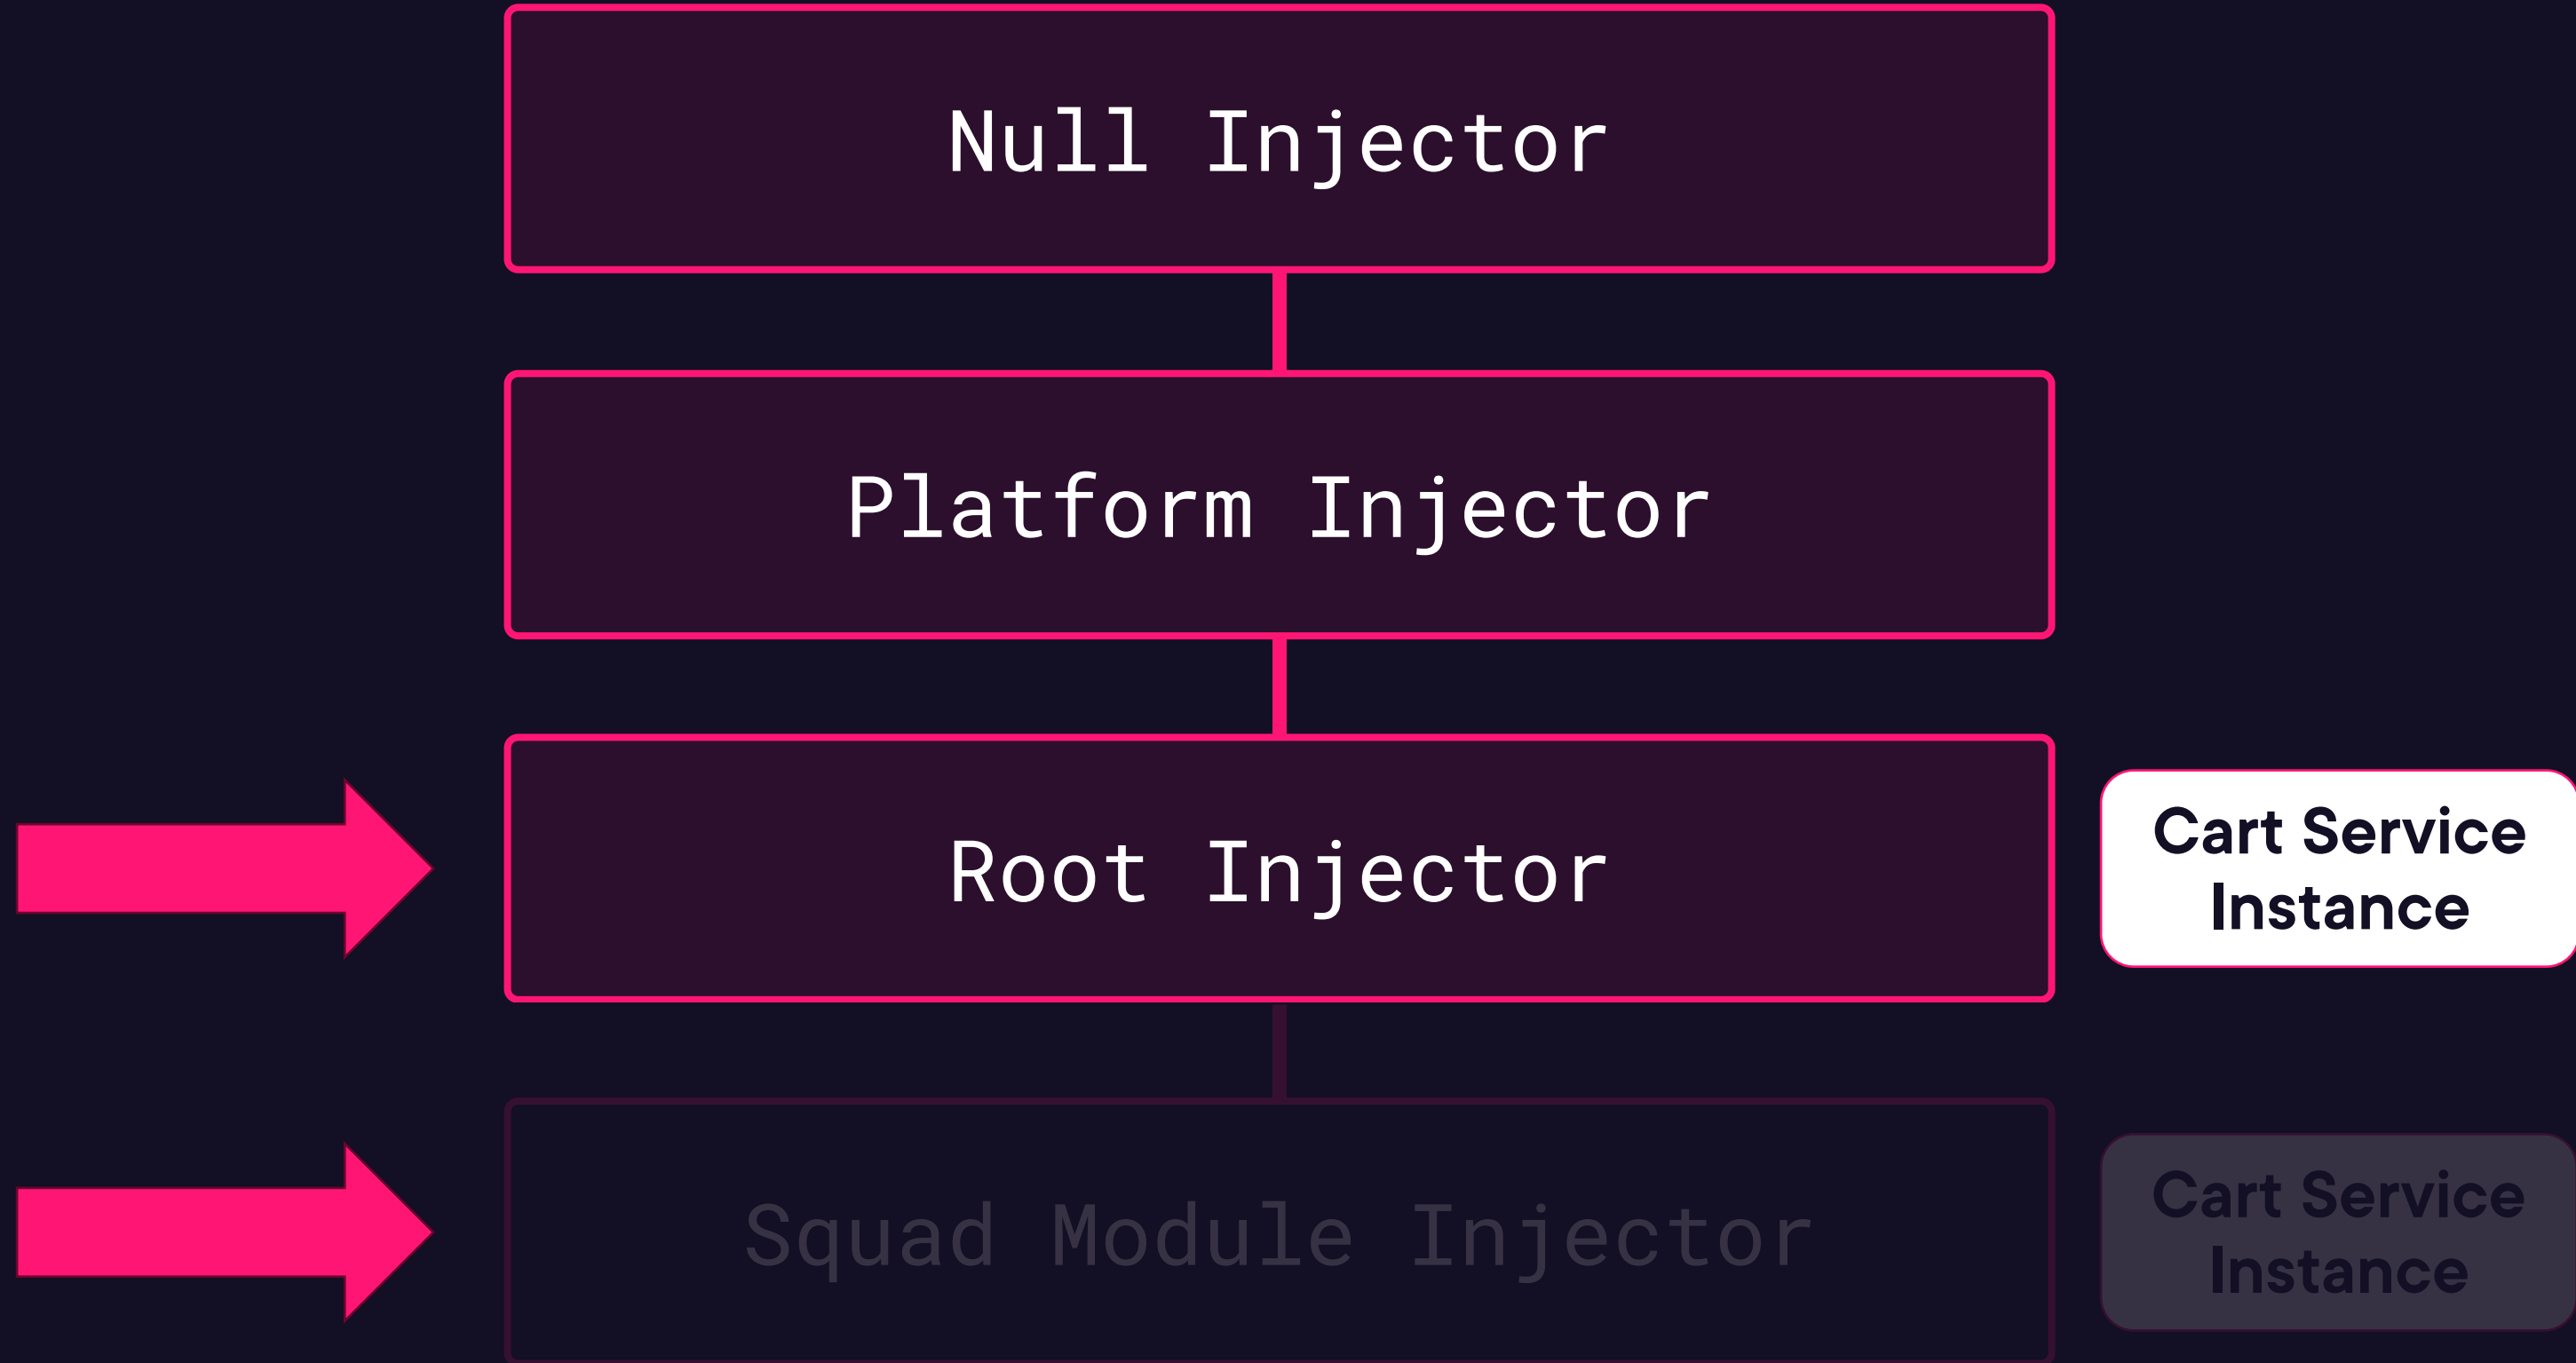 Null Injector
Platform Injector
Root Injector
Cart Service
Instance
Squad Module Injector
Cart Service
Instance